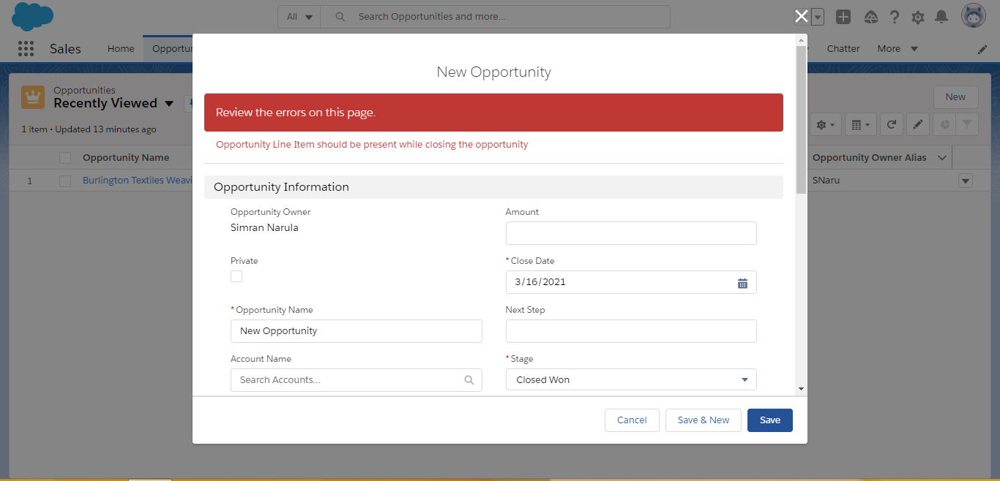 All
Search Opportunities and more...
Sales
Home
Opportu
Chatter
More
Opportunities
Recently Viewed
New
1 item • Updated 13 minutes ago
Opportunity Name
Opportunity Owner Alias
1
Burlington Textiles Weavi
SNaru
New Opportunity
Review the errors on this page.
Opportunity Line Item should be present while closing the opportunity
Opportunity Information
Opportunity Owner
Simran Narula
Amount
Private
*Close Date
3/16/2021
*Opportunity Name
New Opportunity
Next Step
Account Name
Search Accounts...
*Stage
Closed Won
Cancel
Save & New
Save